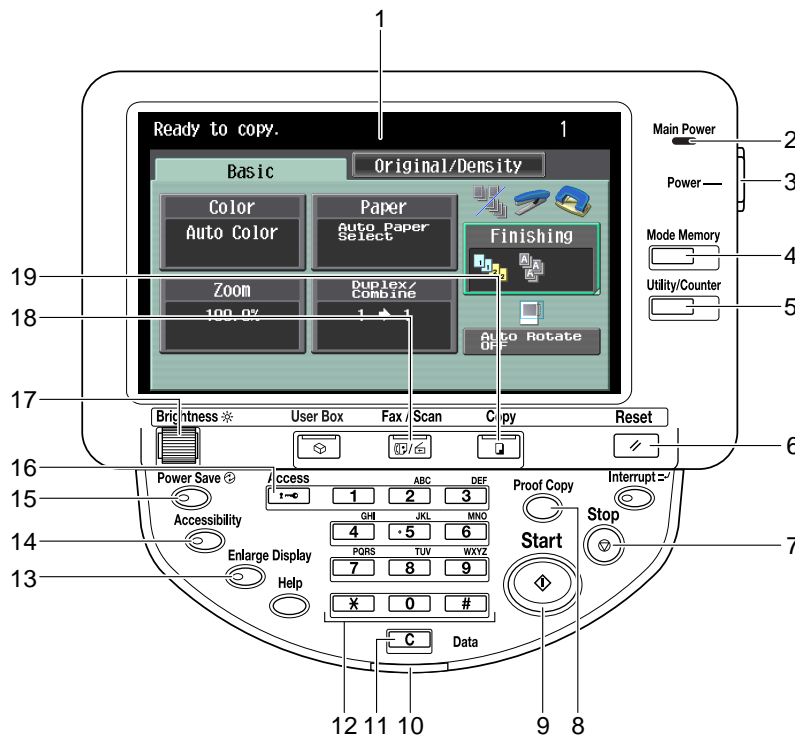 1
Ready to copy. 1
Main Power 2
3
Basic Original/Density
Power
Color Paper
Auto Color Auto Paper
Select
Finishing
Mode Memory 4
19
Zoom Duplex/
Combine
Utility/Counter 5
18
100.0% 1 ➔ 1
Auto Rotate
OFF
17
Brightness User Box Fax / Scan Copy Reset
6
16 Access
Power Save
15
ABC DEF
1 2 3
Proof Copy Interrupt
Accessibility
14
GHI JKL MNO
4 5 6
Stop
7
Start
Enlarge Display
13
PQRS TUV WXYZ
7 8 9
Help
* 0 #
C Data
12 11 10 9 8